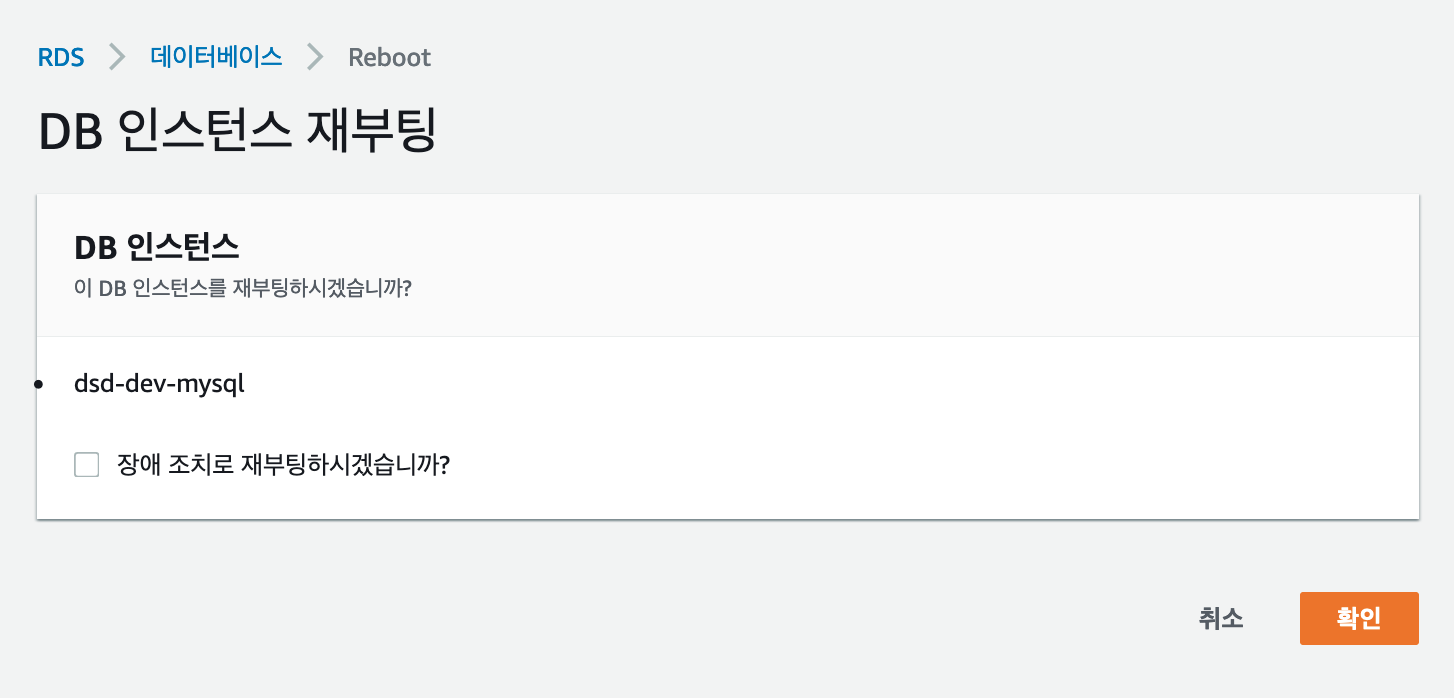 RDS > 데이터베이스 > Reboot
DB 인스턴스 재부팅
DB 인스턴스
이 DB 인스턴스를 재부팅하시겠습니까?
• dsd-dev-mysql
장애 조치로 재부팅하시겠습니까?
취소 확인